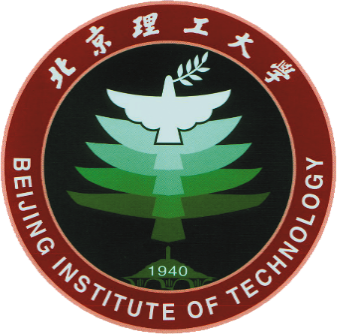 北京理工大学
1940
BEIJING INSTITUTE OF TECHNOLOGY